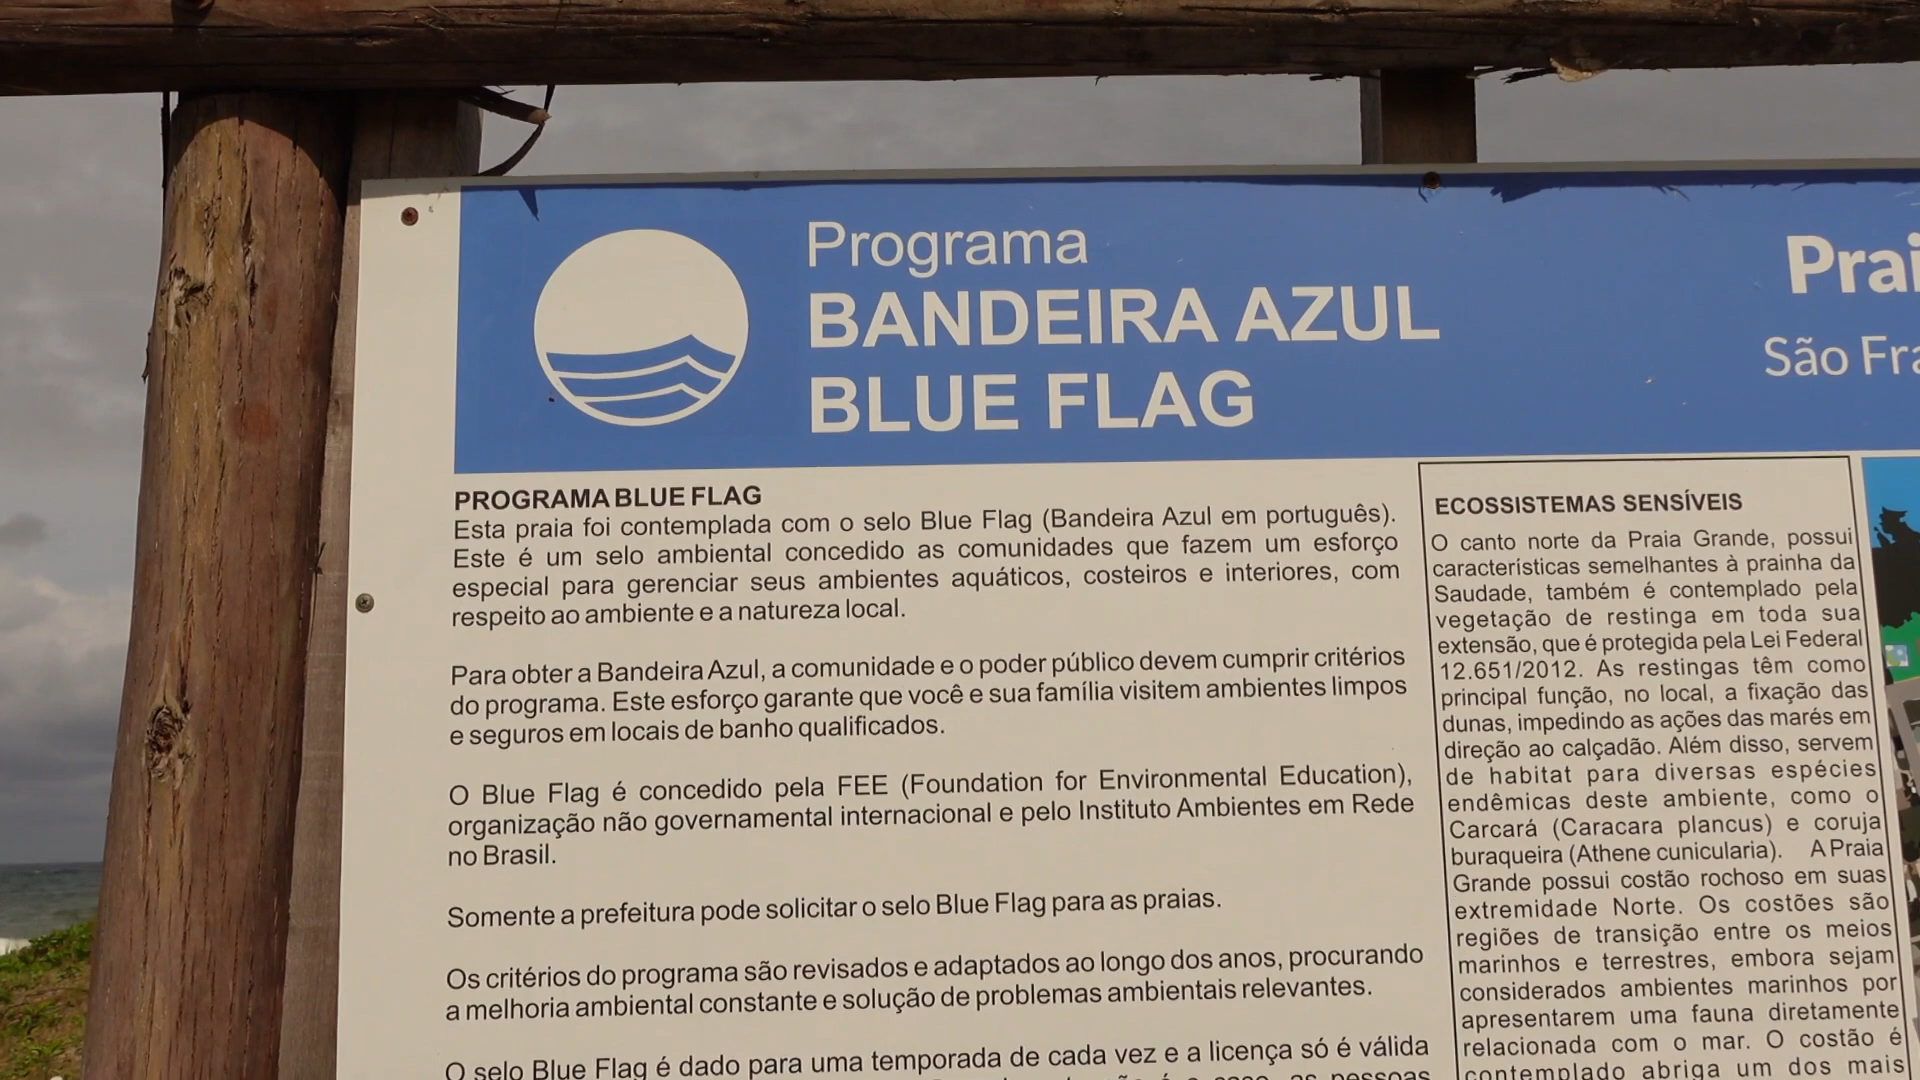 Programa
BANDEIRA AZUL
BLUE FLAG
Prai
São Fra
PROGRAMA BLUE FLAG
Esta praia foi contemplada com o selo Blue Flag (Bandeira Azul em português).
Este é um selo ambiental concedido as comunidades que fazem um esforço
especial para gerenciar seus ambientes aquáticos, costeiros e interiores, com
respeito ao ambiente e a natureza local.
Para obter a Bandeira Azul, a comunidade e o poder público devem cumprir critérios
do programa. Este esforço garante que você e sua família visitem ambientes limpos
e seguros em locais de banho qualificados.
O Blue Flag é concedido pela FEE (Foundation for Environmental Education),
organização não governamental internacional e pelo Instituto Ambientes em Rede
no Brasil.
Somente a prefeitura pode solicitar o selo Blue Flag para as praias.
Os critérios do programa são revisados e adaptados ao longo dos anos, procurando
a melhoria ambiental constante e solução de problemas ambientais relevantes.
O selo Blue Flag é dado para uma temporada de cada vez e a licença só é válida
ECOSSISTEMAS SENSÍVEIS
O canto norte da Praia Grande, possui
características semelhantes à prainha da
Saudade, também é contemplado pela
vegetação de restinga em toda sua
extensão, que é protegida pela Lei Federal
12.651/2012. As restingas têm como
principal função, no local, a fixação das
dunas, impedindo as ações das marés em
direção ao calçadão. Além disso, servem
de habitat para diversas espécies
endêmicas deste ambiente, como o
Carcará (Caracara plancus) e coruja
buraqueira (Athene cunicularia). A Praia
Grande possui costão rochoso em suas
extremidade Norte. Os costões são
regiões de transição entre os meios
marinhos e terrestres, embora sejam
considerados ambientes marinhos por
apresentarem uma fauna diretamente
relacionada com o mar. O costão é
contemplado abriga um dos mais